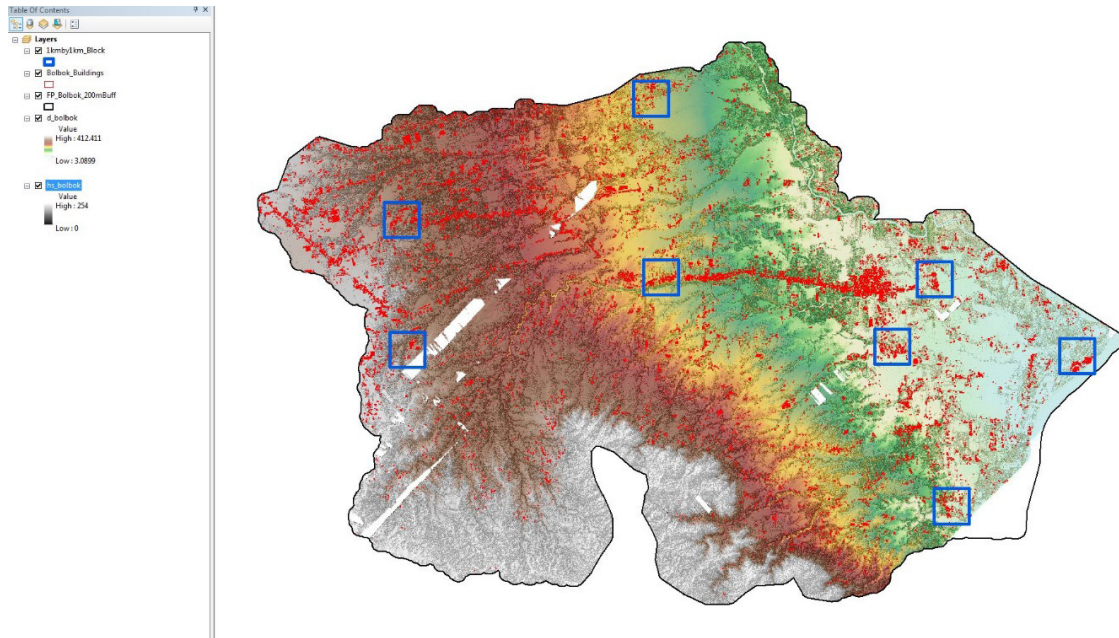 Table Of Contents
Layers
1kmby1km_Block
Bolbok_Buildings
FP_Bolbok_200mBuff
d_bolbok
Value
High : 412.411
Low : 3.0899
hs_bolbok
Value
High : 254
Low : 0